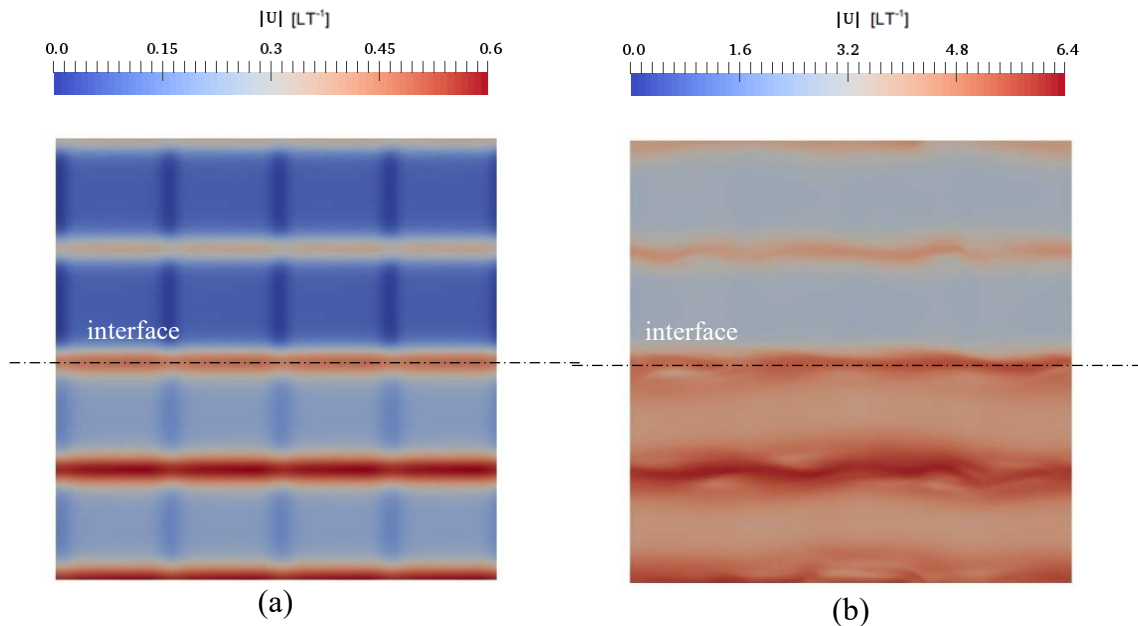 |U| [LT⁻¹]
0.0 0.15 0.3 0.45 0.6
interface
(a)
|U| [LT⁻¹]
0.0 1.6 3.2 4.8 6.4
interface
(b)